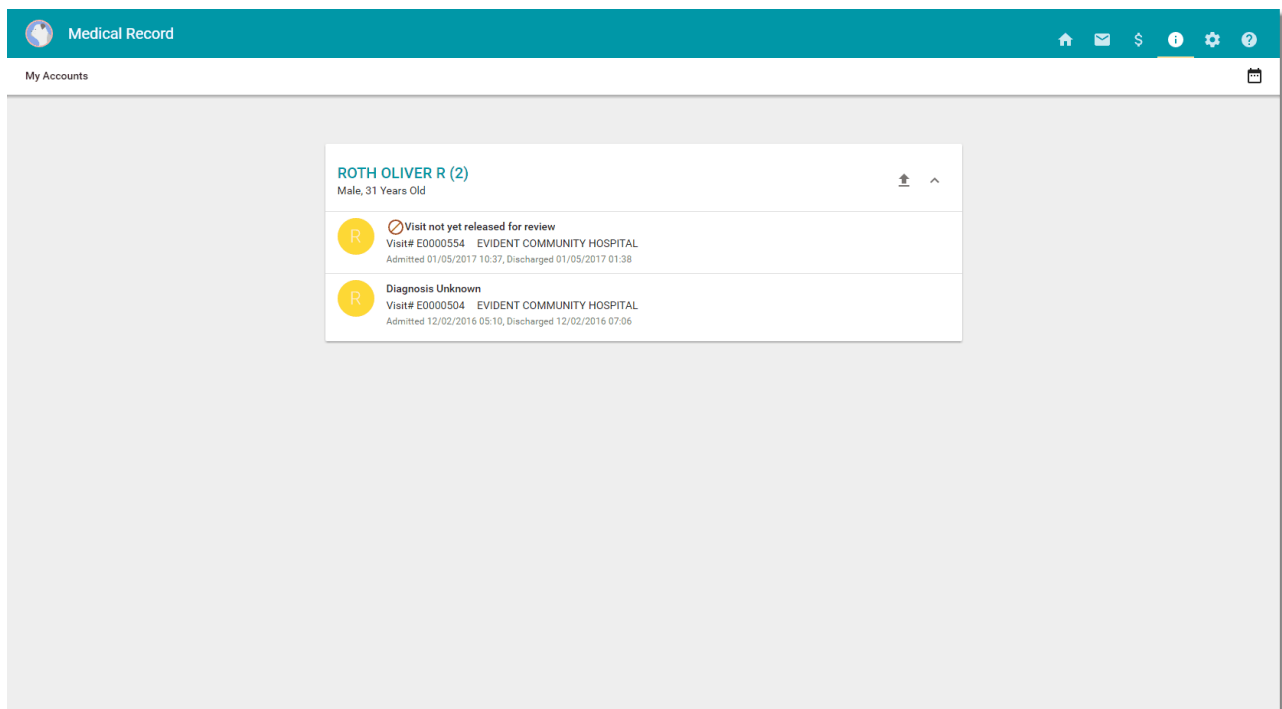 Medical Record
$
My Accounts
ROTH OLIVER R (2)
Male, 31 Years Old
R
Visit not yet released for review
Visit# E0000554 EVIDENT COMMUNITY HOSPITAL
Admitted 01/05/2017 10:37, Discharged 01/05/2017 01:38
R
Diagnosis Unknown
Visit# E0000504 EVIDENT COMMUNITY HOSPITAL
Admitted 12/02/2016 05:10, Discharged 12/02/2016 07:06